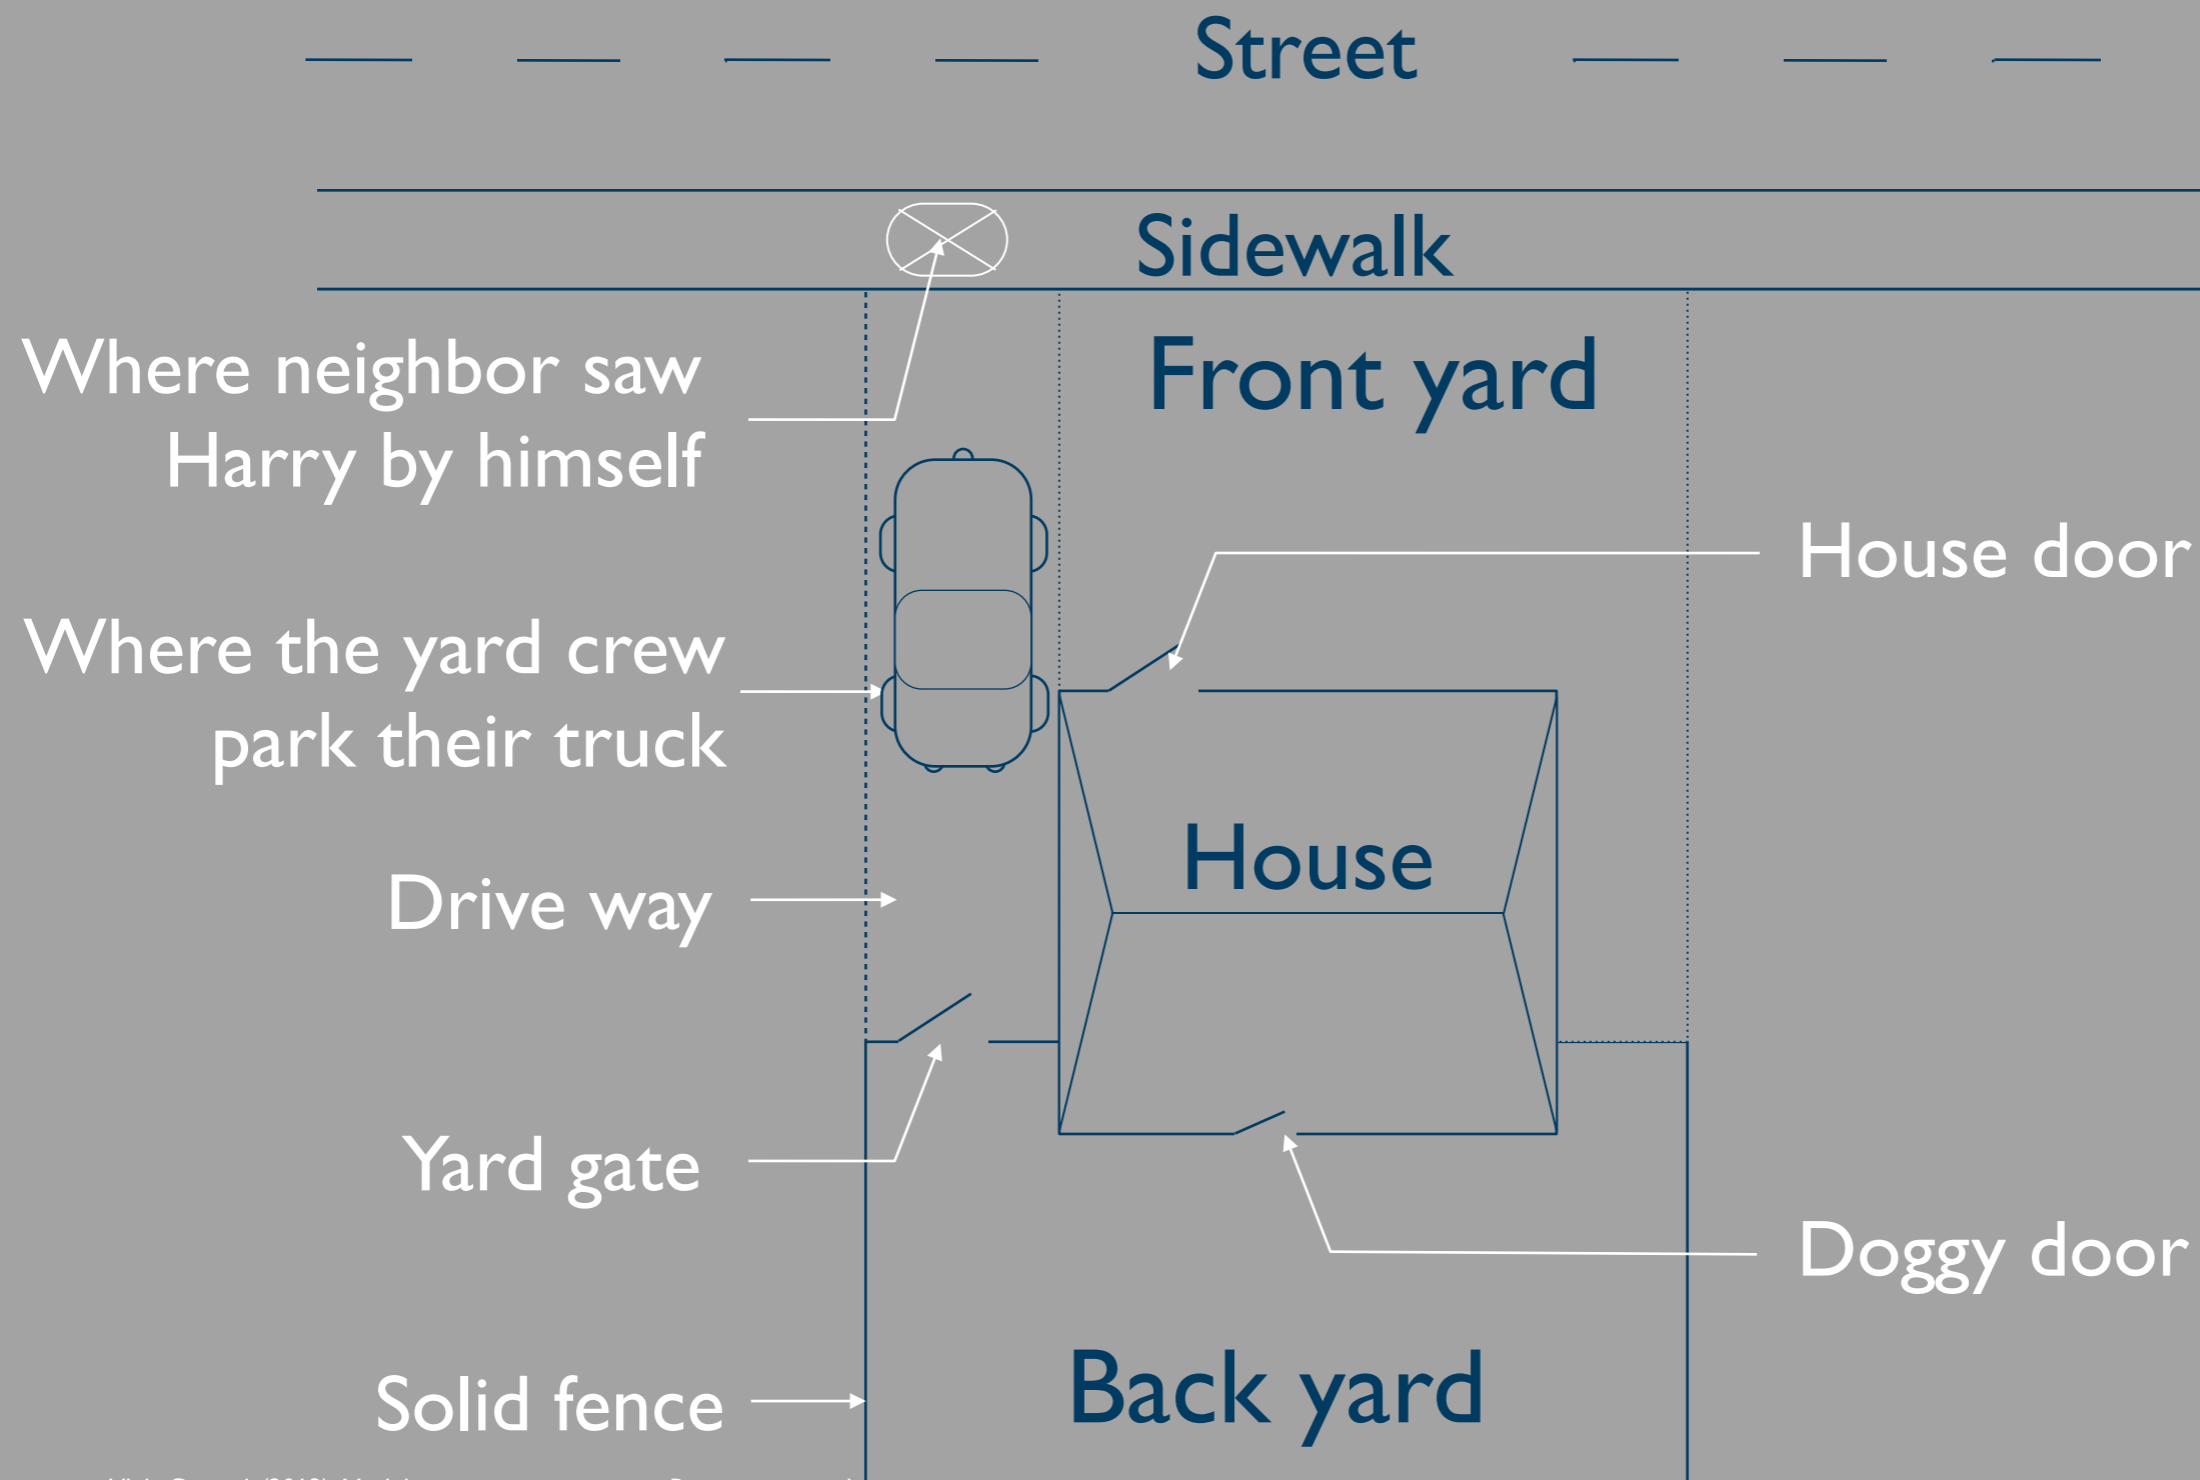 Street
Sidewalk
Where neighbor saw
Harry by himself
Front yard
House door
Where the yard crew
park their truck
House
Drive way
Yard gate
Doggy door
Back yard
Solid fence